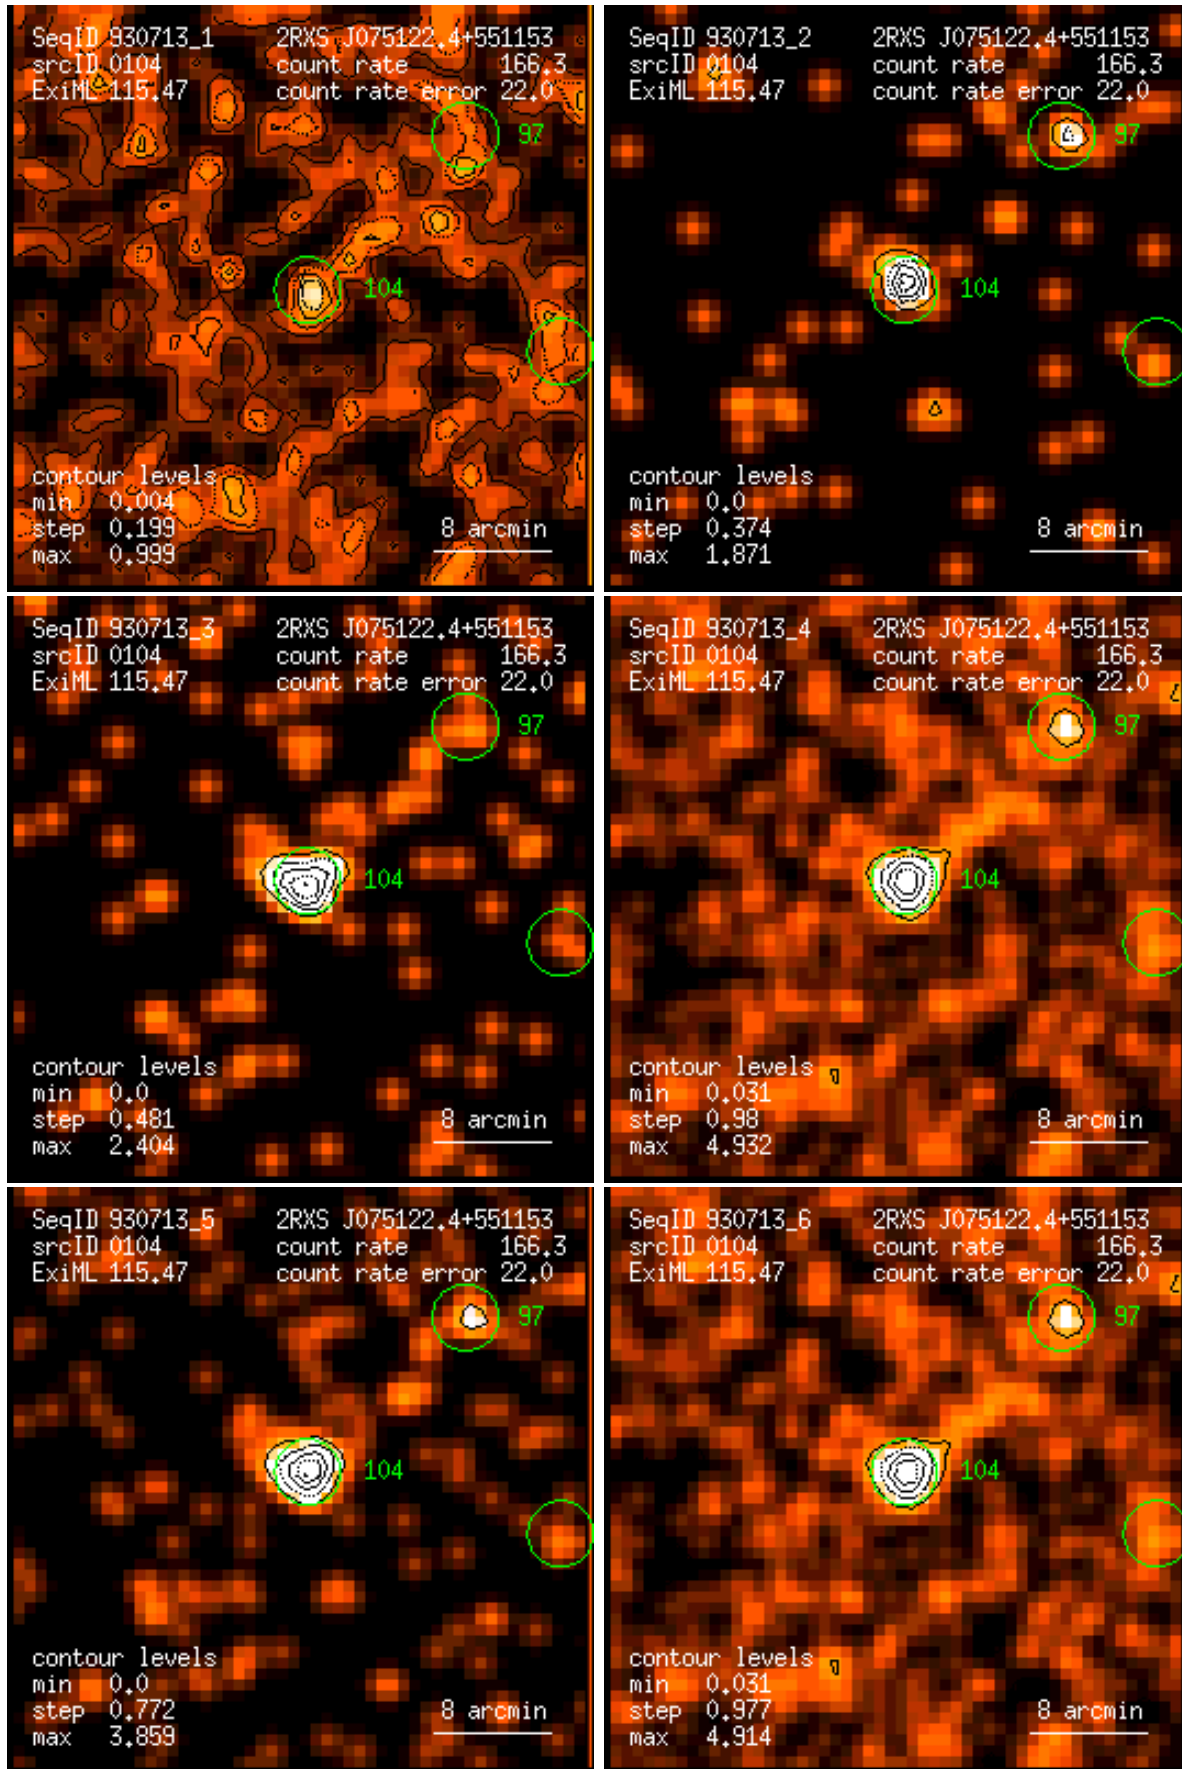 SeqID 930713_1 2RXS J075122.4+551153
srcID 0104 count rate 166.3
ExiML 115.47 count rate error 22.0
97
104
contour levels
min 0.004
step 0.199 8 arcmin
max 0.999
SeqID 930713_2 2RXS J075122.4+551153
srcID 0104 count rate 166.3
ExiML 115.47 count rate error 22.0
97
104
contour levels
min 0.0
step 0.374 8 arcmin
max 1.871
SeqID 930713_3 2RXS J075122.4+551153
srcID 0104 count rate 166.3
ExiML 115.47 count rate error 22.0
97
104
contour levels
min 0.0
step 0.481 8 arcmin
max 2.404
SeqID 930713_4 2RXS J075122.4+551153
srcID 0104 count rate 166.3
ExiML 115.47 count rate error 22.0
97
104
contour levels
min 0.031
step 0.98 8 arcmin
max 4.932
SeqID 930713_5 2RXS J075122.4+551153
srcID 0104 count rate 166.3
ExiML 115.47 count rate error 22.0
97
104
contour levels
min 0.0
step 0.772 8 arcmin
max 3.859
SeqID 930713_6 2RXS J075122.4+551153
srcID 0104 count rate 166.3
ExiML 115.47 count rate error 22.0
97
104
contour levels
min 0.031
step 0.977 8 arcmin
max 4.914